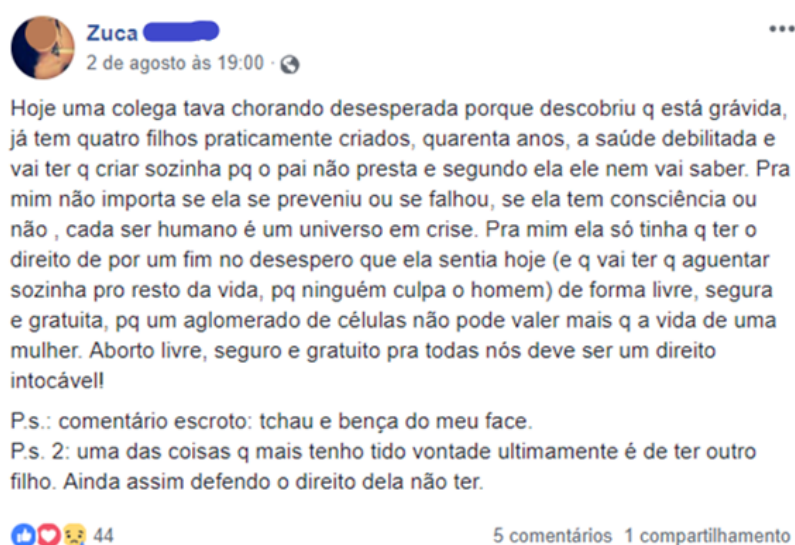 Zuca
2 de agosto às 19:00 ·
Hoje uma colega tava chorando desesperada porque descobriu q está grávida,
já tem quatro filhos praticamente criados, quarenta anos, a saúde debilitada e
vai ter q criar sozinha pq o pai não presta e segundo ela ele nem vai saber. Pra
mim não importa se ela se preveniu ou se falhou, se ela tem consciência ou
não , cada ser humano é um universo em crise. Pra mim ela só tinha q ter o
direito de por um fim no desespero que ela sentia hoje (e q vai ter q aguentar
sozinha pro resto da vida, pq ninguém culpa o homem) de forma livre, segura
e gratuita, pq um aglomerado de células não pode valer mais q a vida de uma
mulher. Aborto livre, seguro e gratuito pra todas nós deve ser um direito
intocável!
P.s.: comentário escroto: tchau e bença do meu face.
P.s. 2: uma das coisas q mais tenho tido vontade ultimamente é de ter outro
filho. Ainda assim defendo o direito dela não ter.
44
5 comentários 1 compartilhamento